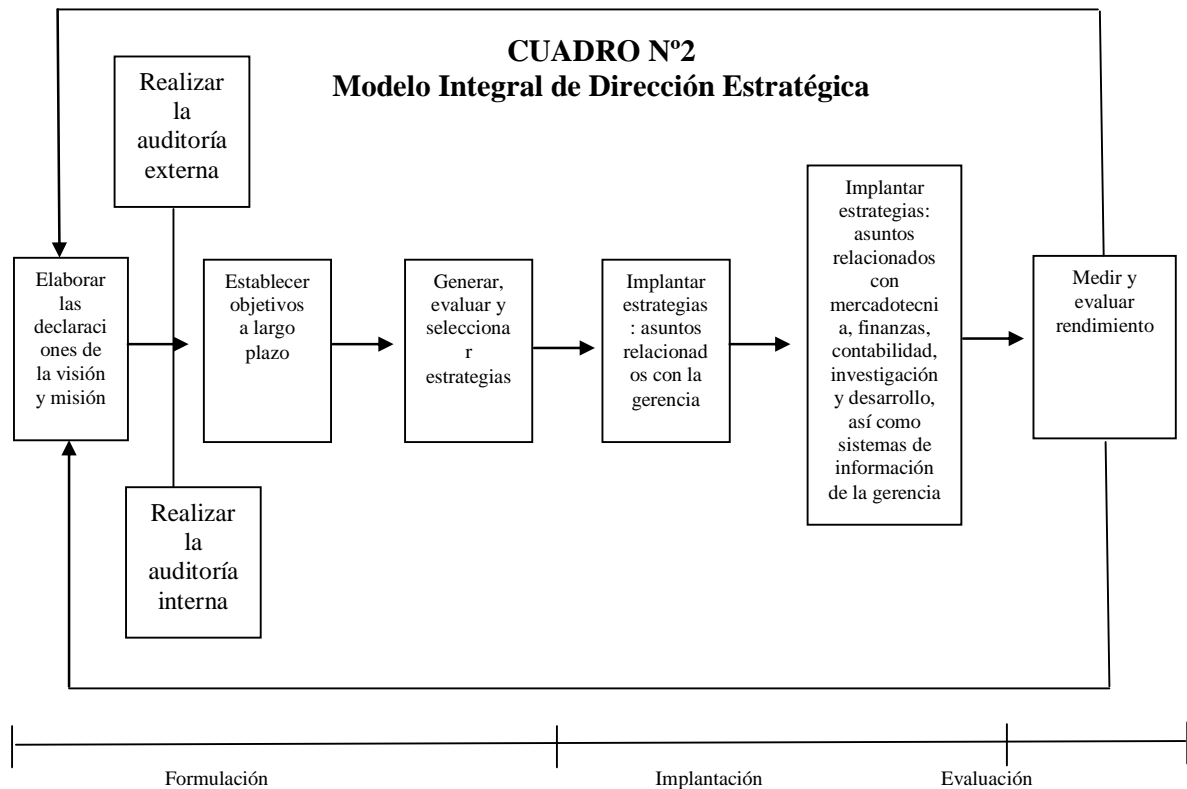 CUADRO Nº2
Modelo Integral de Dirección Estratégica
Realizar
la
auditoría
externa
Elaborar
las
declaraci
ones de
la visión
y misión
Realizar
la
auditoría
interna
Establecer
objetivos
a largo
plazo
Generar,
evaluar y
selecciona
r
estrategias
Implantar
estrategias
: asuntos
relacionad
os con la
gerencia
Implantar
estrategias:
asuntos
relacionados
con
mercadotecni
a, finanzas,
contabilidad,
investigación
y desarrollo,
así como
sistemas de
información
de la gerencia
Medir y
evaluar
rendimiento
Formulación
Implantación
Evaluación